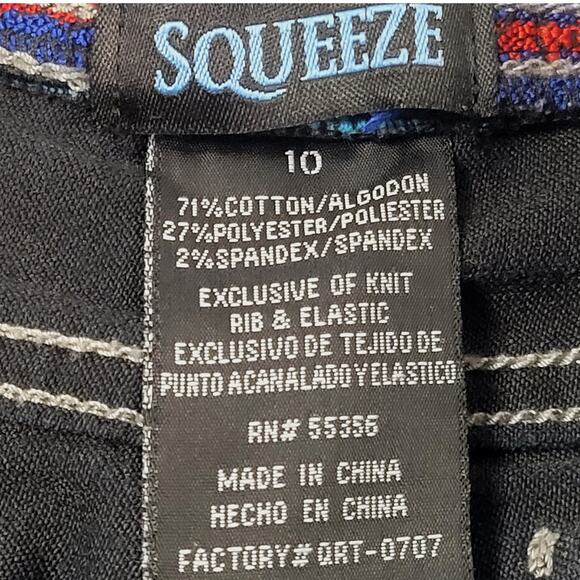 SQUEEZE
10
71%COTTON/ALGODON
27%POLYESTER/POLIESTER
2%SPANDEX/SPANDEX
EXCLUSIVE OF KNIT
RIB & ELASTIC
EXCLUSIVO DE TEJIDO DE
PUNTO ACANALADO Y ELASTICO
RN# 55386
MADE IN CHINA
HECHO EN CHINA
FACTORY# QRT-0707